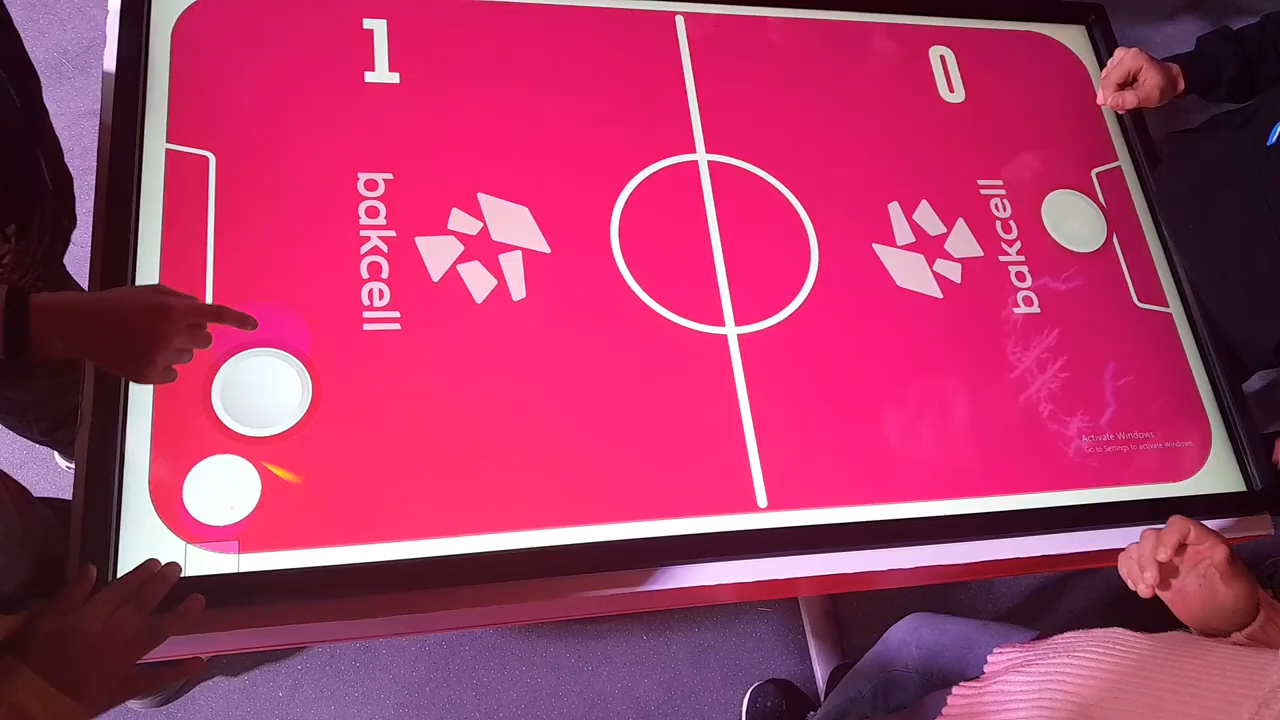 1
0
bakcell
bakcell
Activate Windows
Go to Settings to activate Windows.